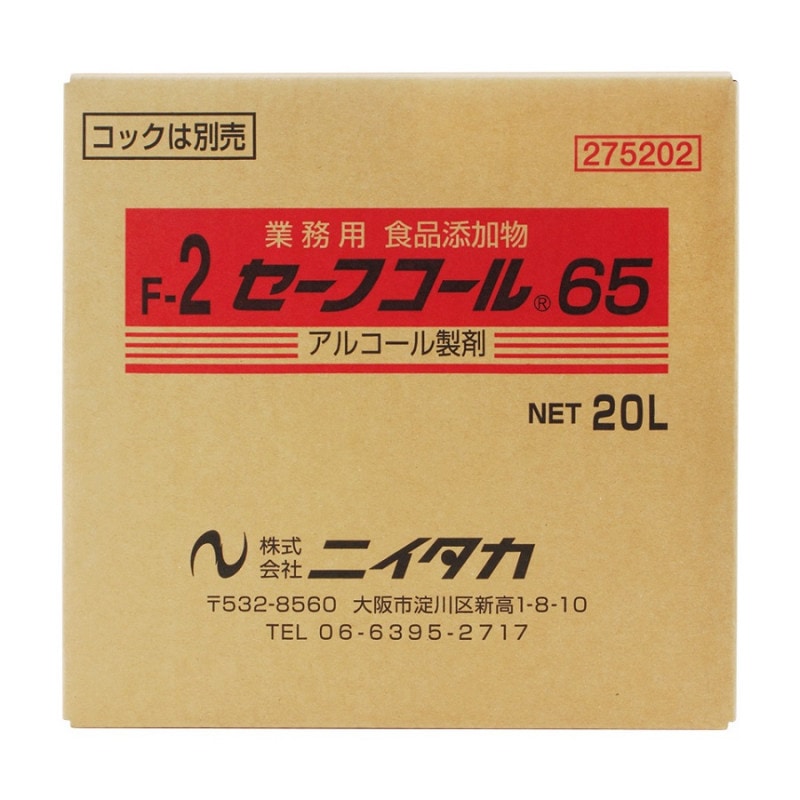 コックは別売
275202
業務用 食品添加物
F-2 セーフコール® 65
アルコール製剤
NET 20L
株式会社 ニイタカ
〒532-8560 大阪市淀川区新高1-8-10
TEL 06-6395-2717